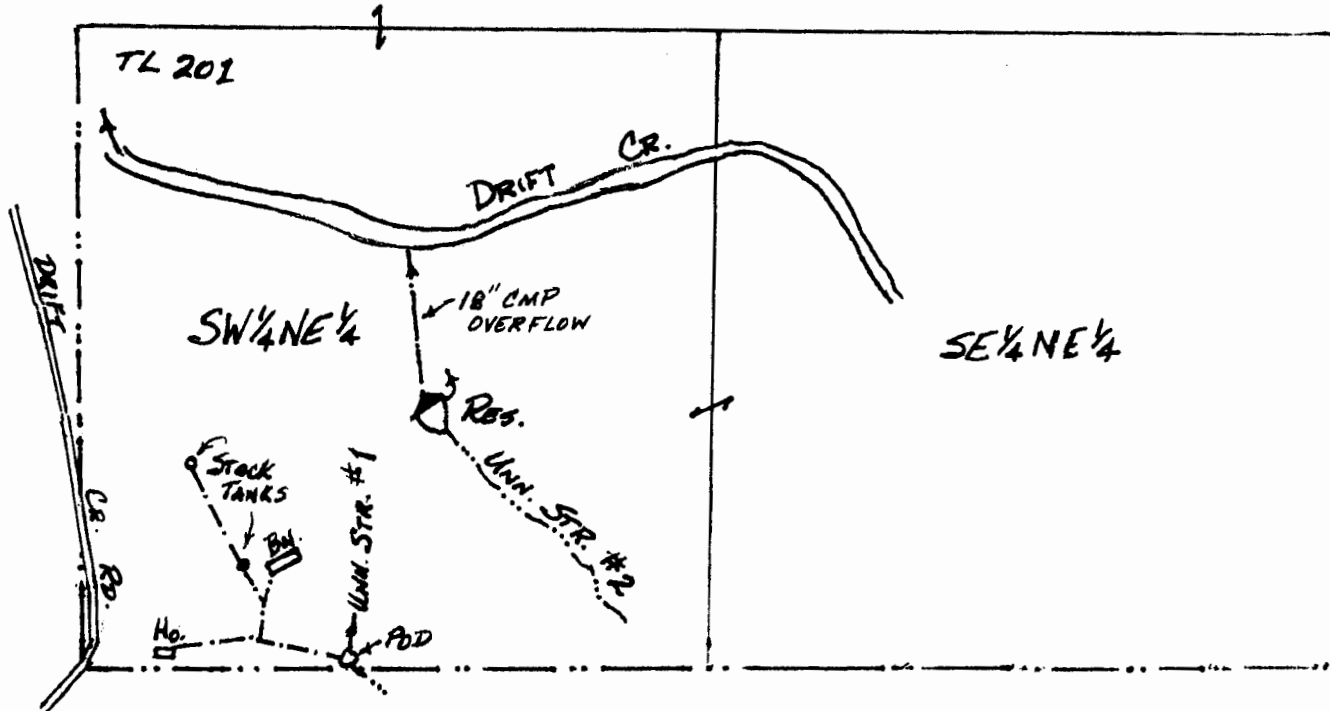 TL 201
DRIFT CR.
18" CMP
OVERFLOW
SW¼NE¼
SE¼NE¼
RES.
DRIFT CR. RD.
STOCK
TANKS
UNN. STR. #1
UNN. STR. #2
BN.
HO.
POD